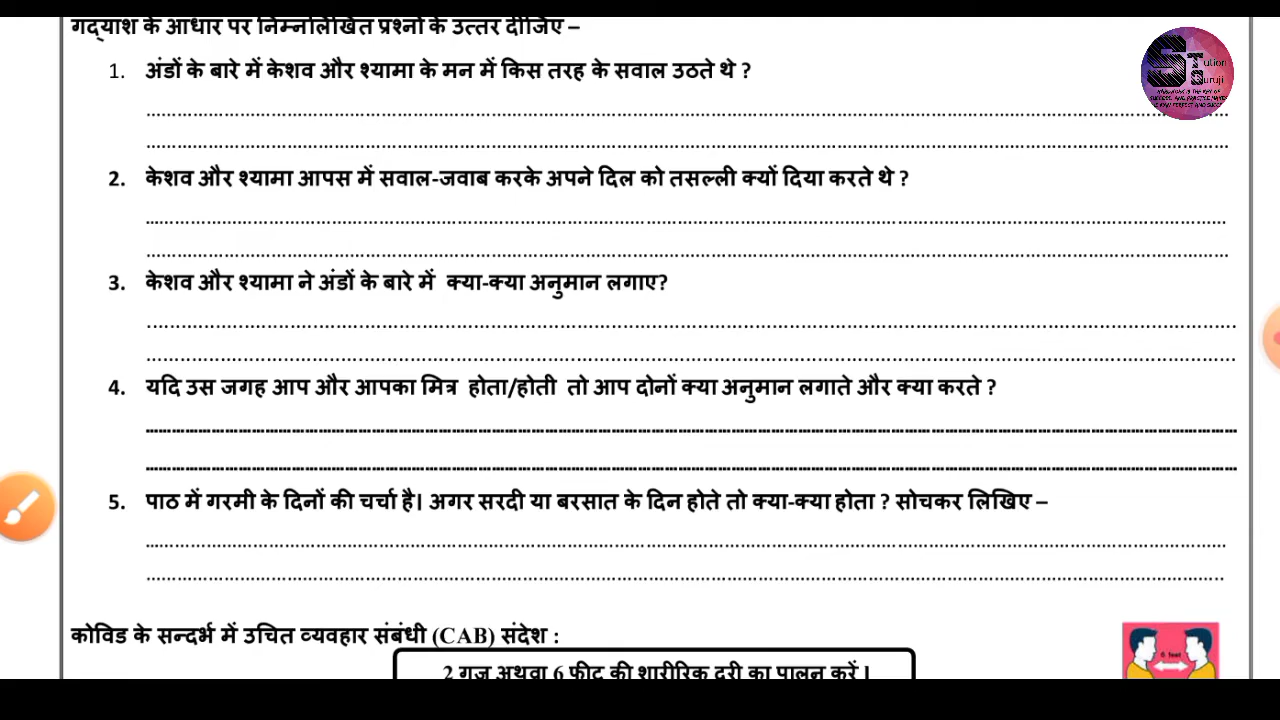 गद्यांश के आधार पर निम्नलिखित प्रश्नों के उत्तर दीजिए –
1. अंडों के बारे में केशव और श्यामा के मन में किस तरह के सवाल उठते थे ?
2. केशव और श्यामा आपस में सवाल-जवाब करके अपने दिल को तसल्ली क्यों दिया करते थे ?
3. केशव और श्यामा ने अंडों के बारे में क्या-क्या अनुमान लगाए?
4. यदि उस जगह आप और आपका मित्र होता/होती तो आप दोनों क्या अनुमान लगाते और क्या करते ?
5. पाठ में गरमी के दिनों की चर्चा है। अगर सरदी या बरसात के दिन होते तो क्या-क्या होता ? सोचकर लिखिए –
कोविड के सन्दर्भ में उचित व्यवहार संबंधी (CAB) संदेश :
2 गज़ अथवा 6 फीट की शारीरिक दूरी का पालन करें।
6 feet